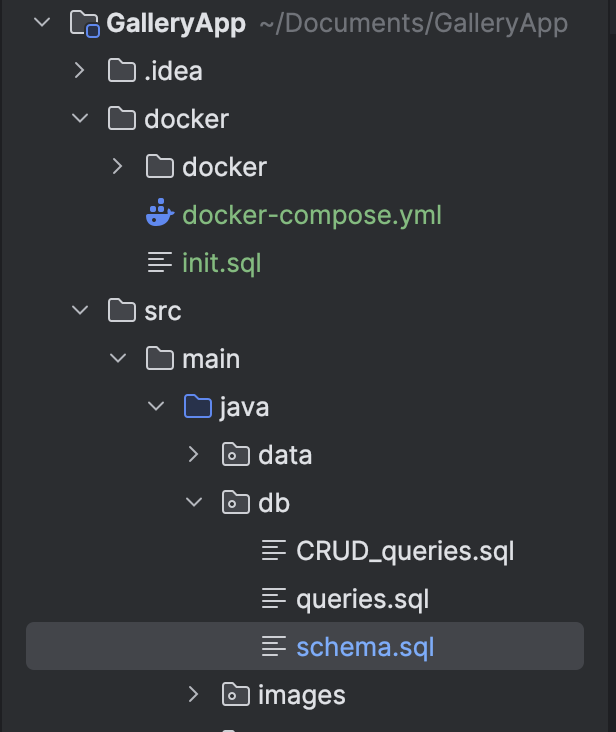 GalleryApp ~/Documents/GalleryApp
.idea
docker
docker
docker-compose.yml
init.sql
src
main
java
data
db
CRUD_queries.sql
queries.sql
schema.sql
images